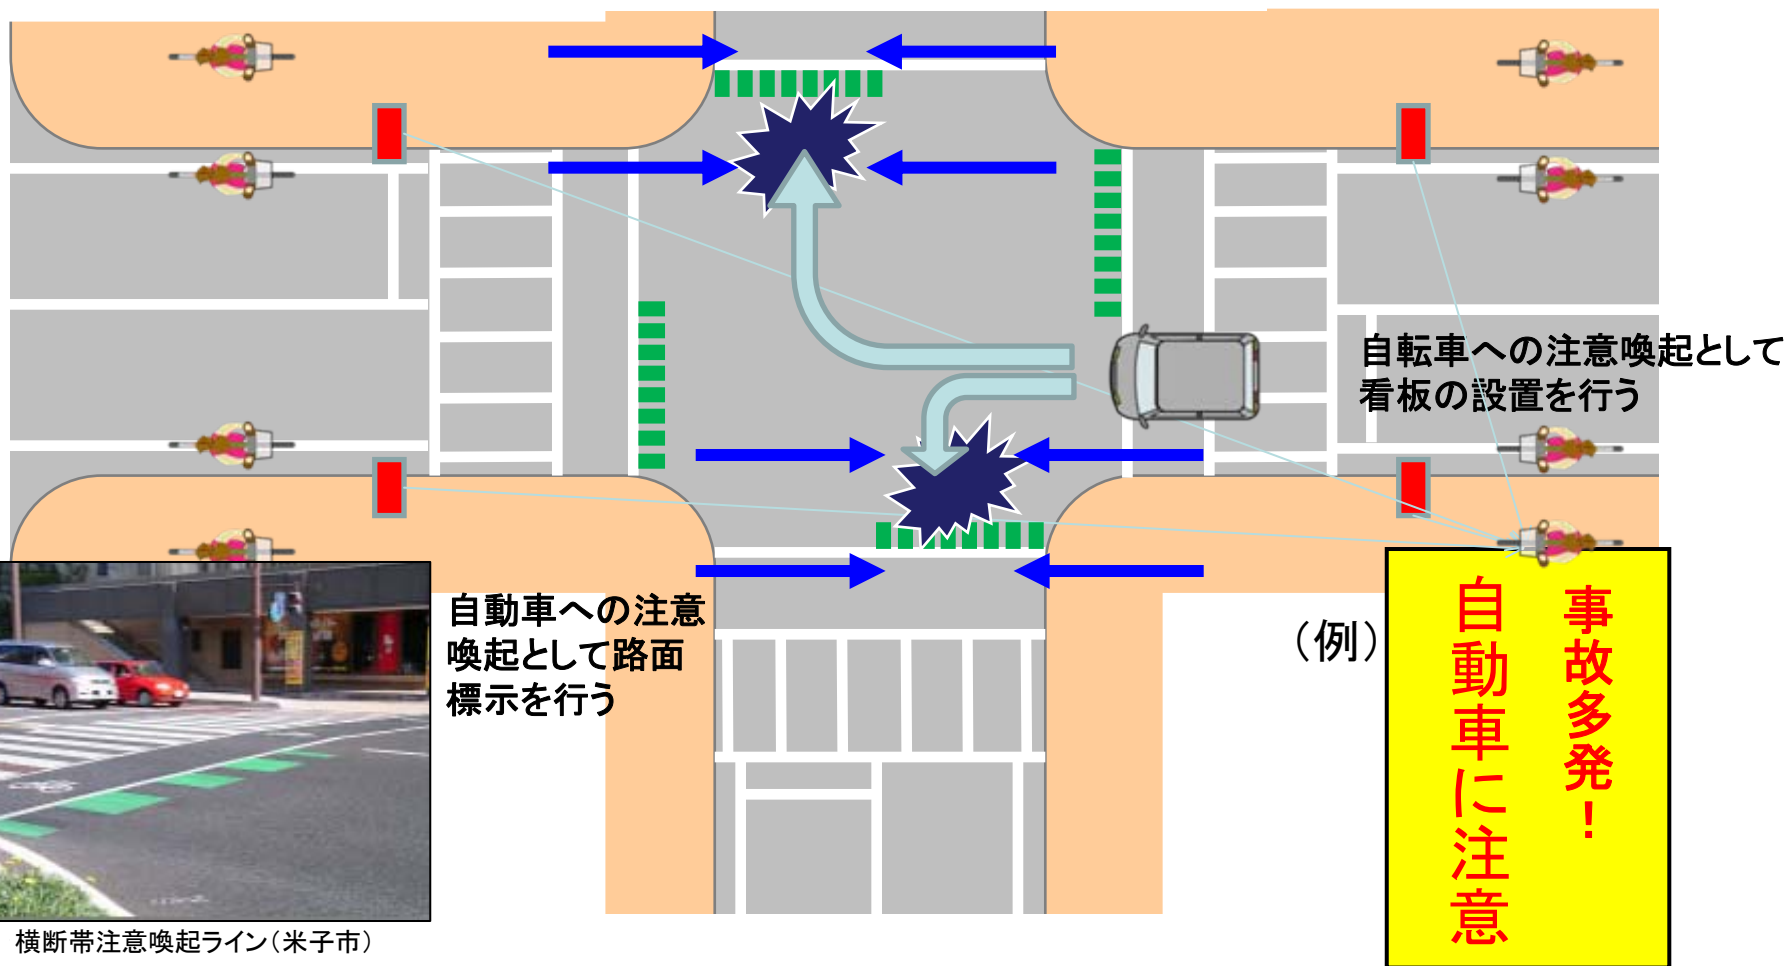 自転車への注意喚起として
看板の設置を行う
自動車への注意
喚起として路面
標示を行う
（例）
事故多発！
自動車に注意
横断帯注意喚起ライン（米子市）